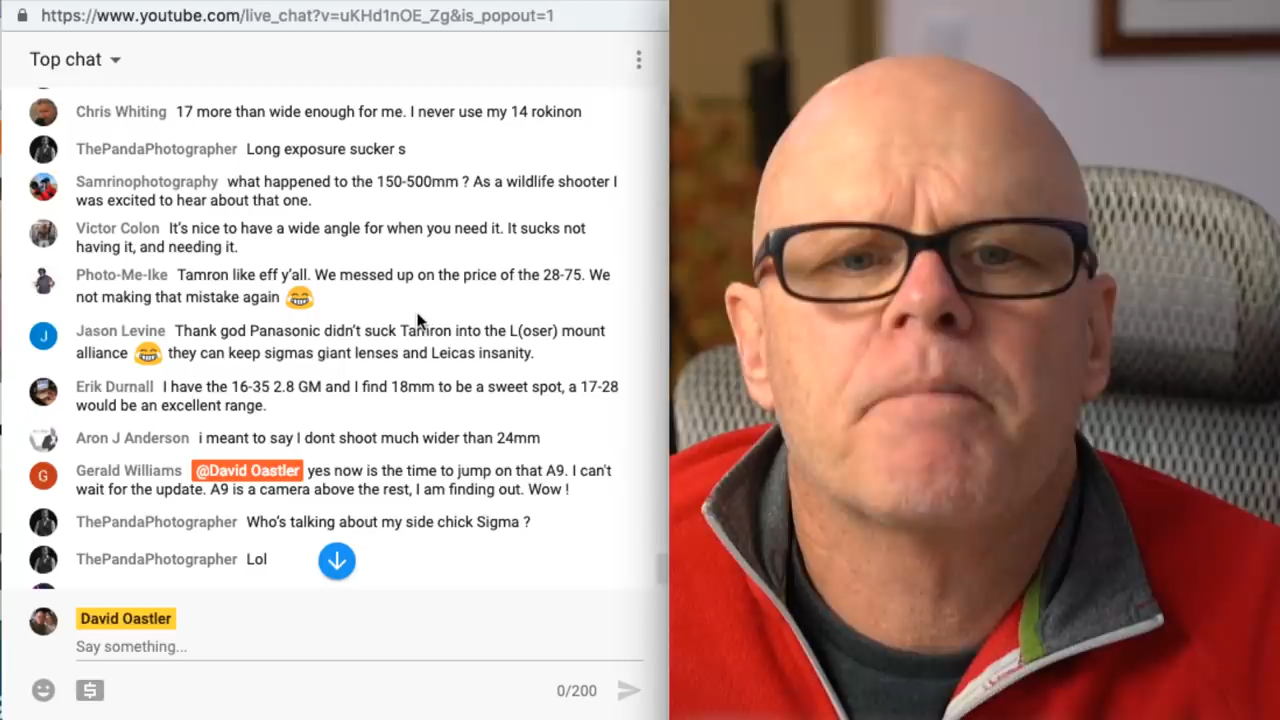 https://www.youtube.com/live_chat?v=uKHd1nOE_Zg&is_popout=1
Top chat
Chris Whiting 17 more than wide enough for me. I never use my 14 rokinon
ThePandaPhotographer Long exposure sucker s
Samrinophotography what happened to the 150-500mm ? As a wildlife shooter I
was excited to hear about that one.
Victor Colon It’s nice to have a wide angle for when you need it. It sucks not
having it, and needing it.
Photo-Me-Ike Tamron like eff y’all. We messed up on the price of the 28-75. We
not making that mistake again 😂
J Jason Levine Thank god Panasonic didn’t suck Tamron into the L(oser) mount
alliance 😂 they can keep sigmas giant lenses and Leicas insanity.
Erik Durnall I have the 16-35 2.8 GM and I find 18mm to be a sweet spot, a 17-28
would be an excellent range.
Aron J Anderson i meant to say I dont shoot much wider than 24mm
G Gerald Williams @David Oastler yes now is the time to jump on that A9. I can't
wait for the update. A9 is a camera above the rest, I am finding out. Wow !
ThePandaPhotographer Who’s talking about my side chick Sigma ?
ThePandaPhotographer Lol
David Oastler
Say something...
0/200